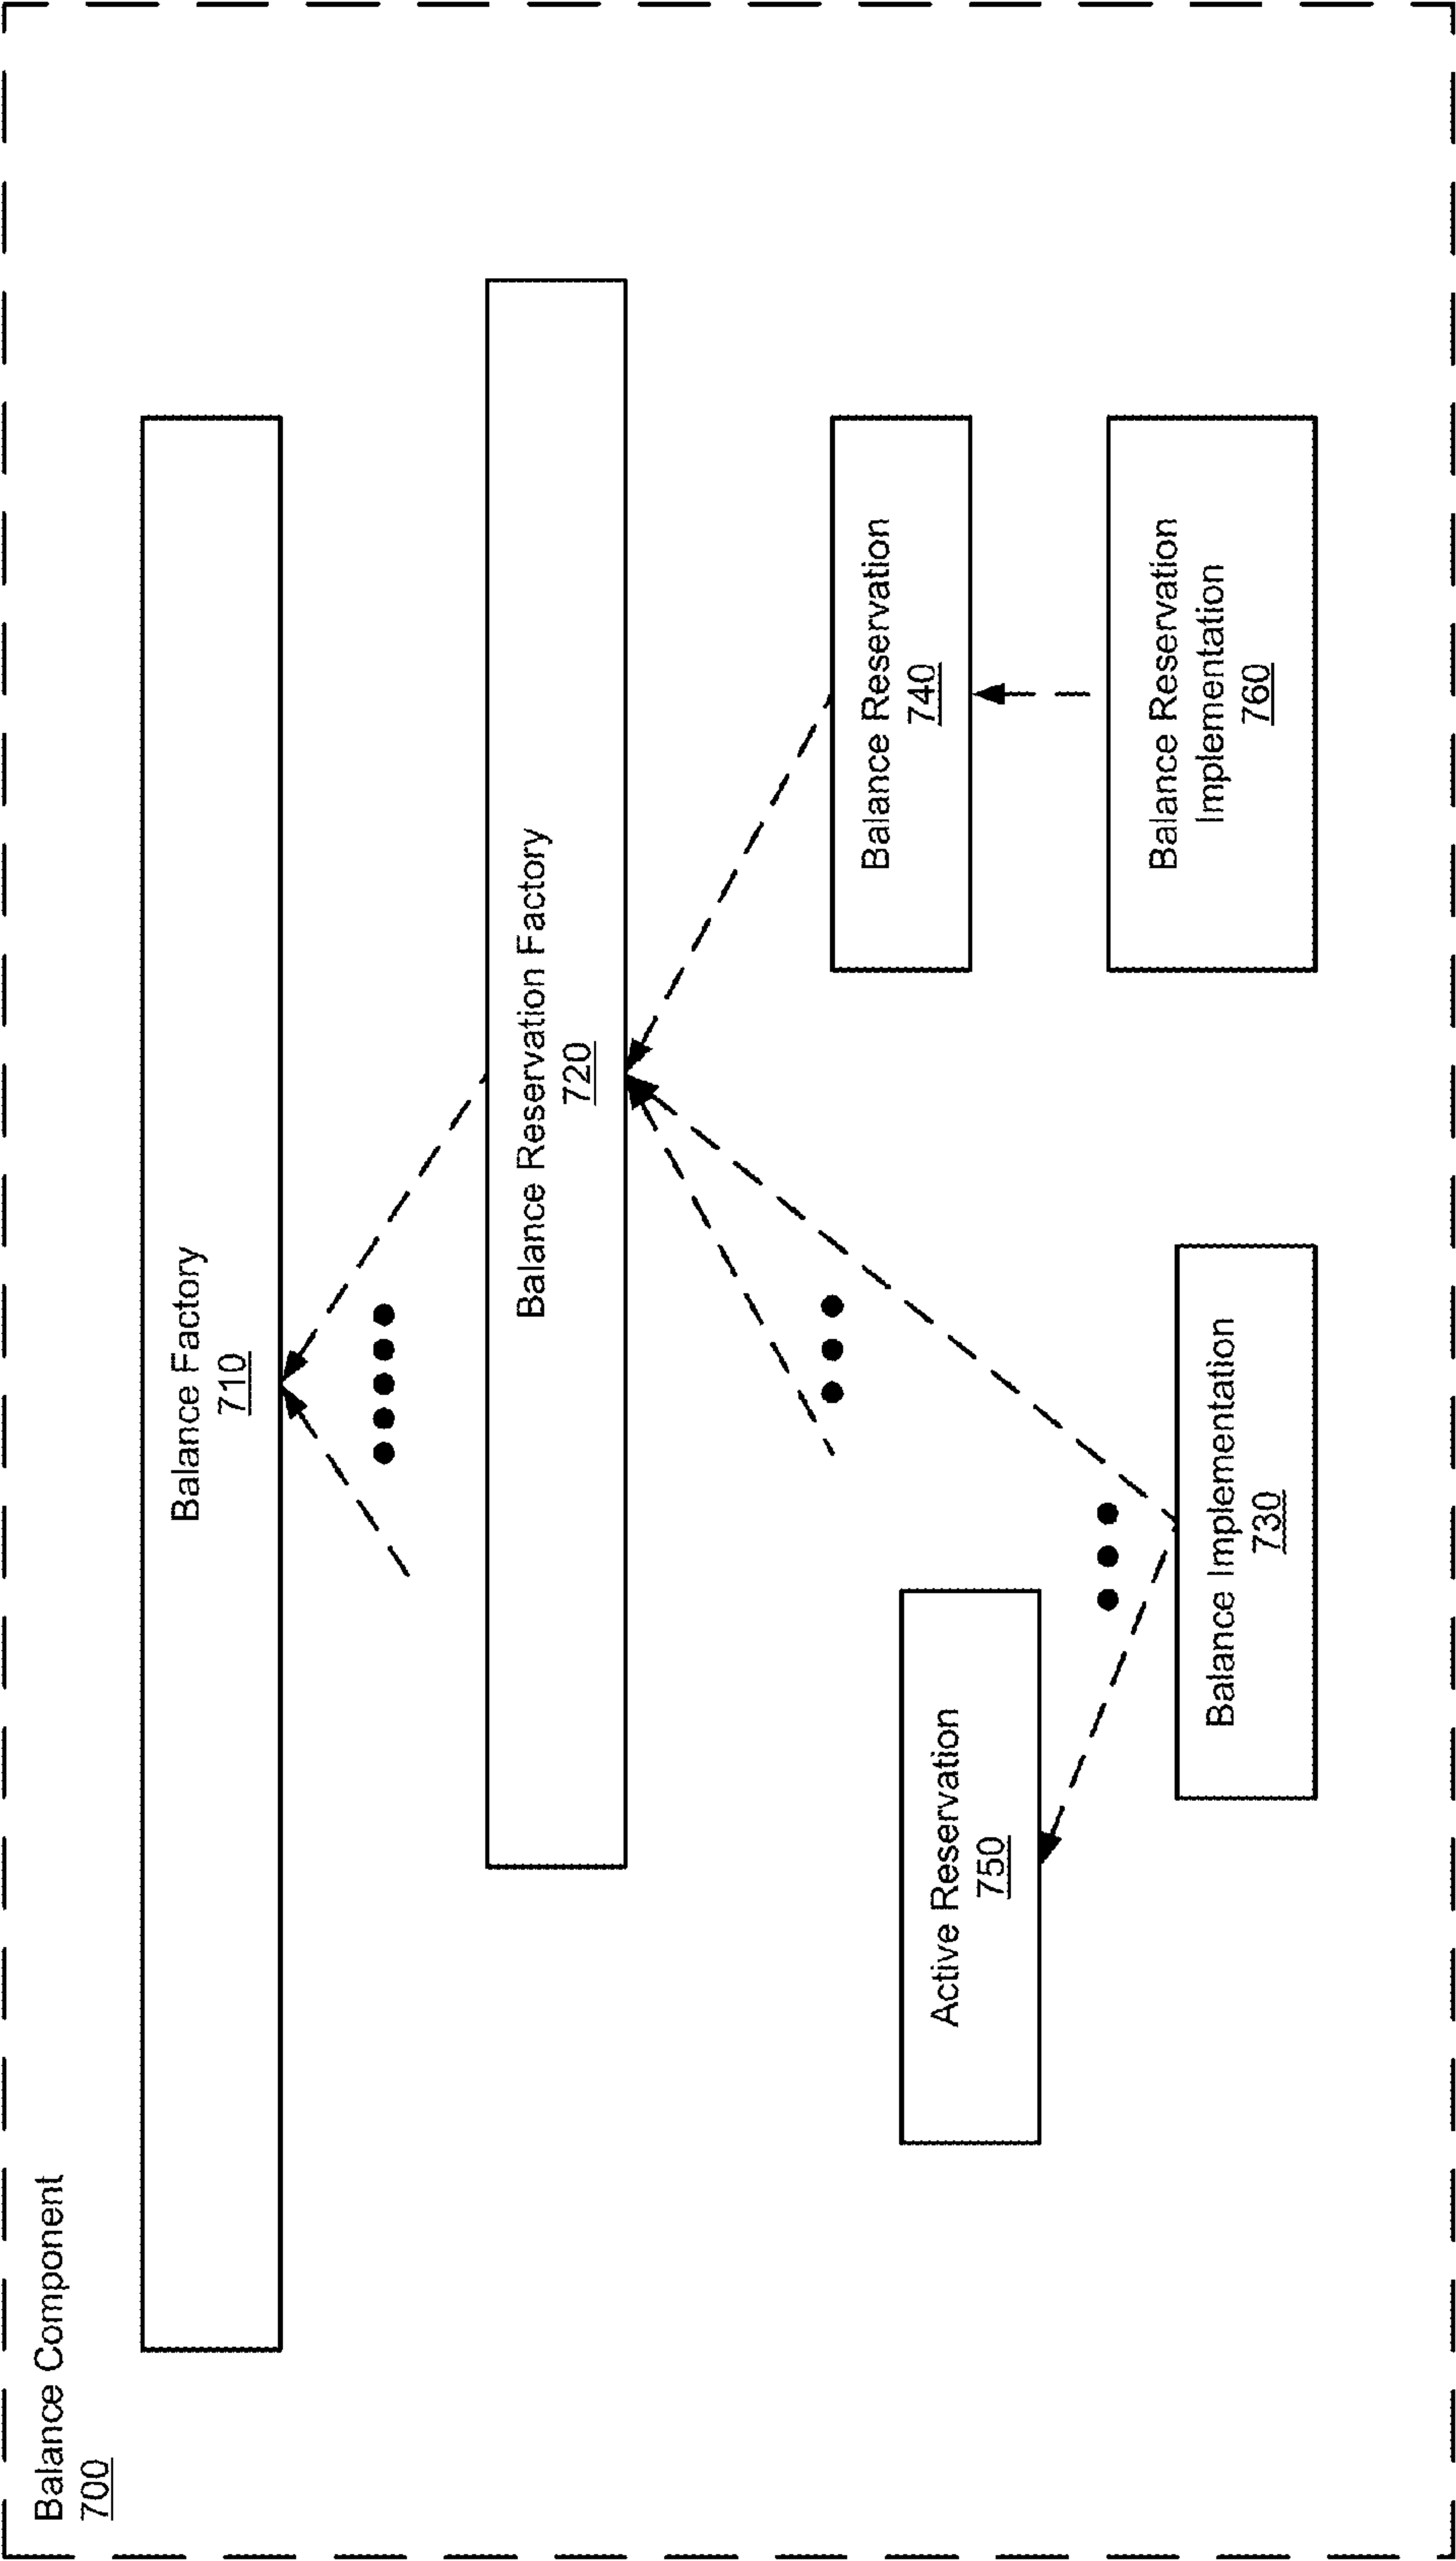 Balance Component
700
Balance Factory
710
Balance Reservation Factory
720
Active Reservation
750
Balance Reservation
740
Balance Implementation
730
Balance Reservation
Implementation
760